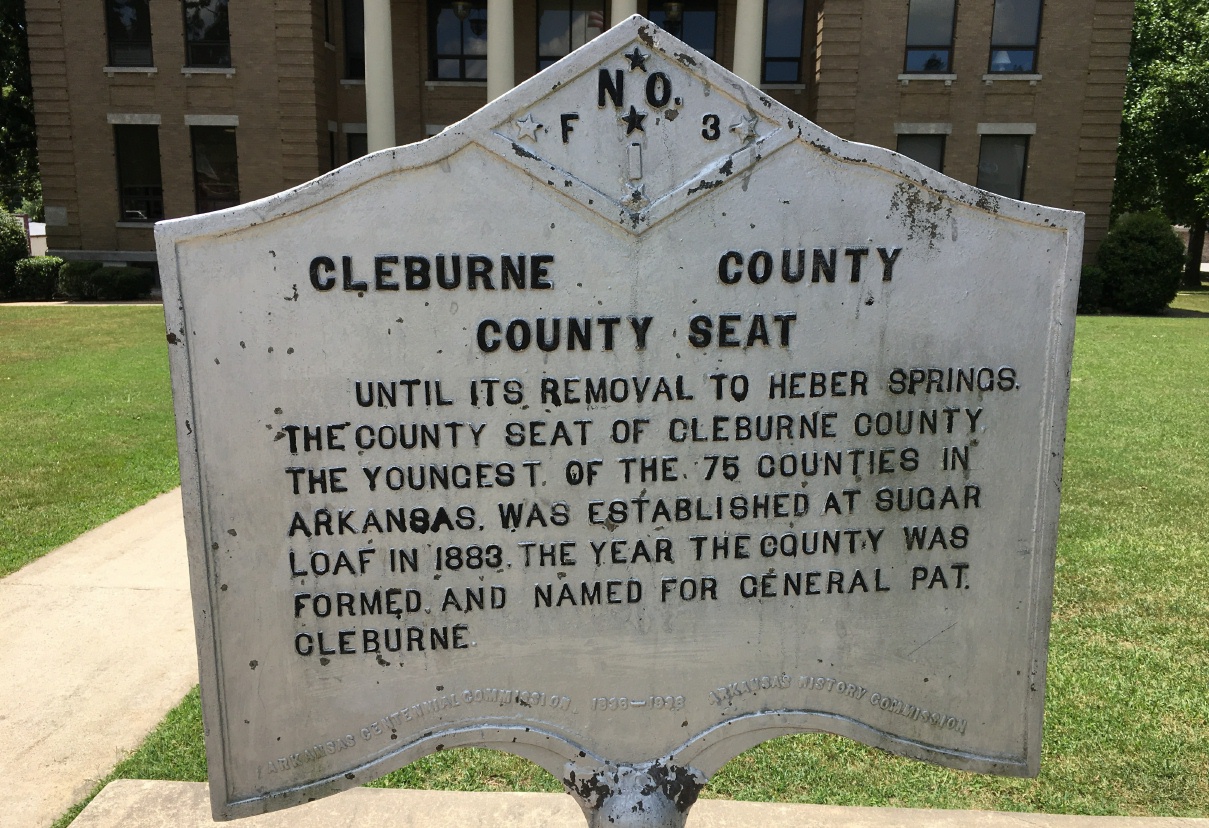 NO.
F 3
CLEBURNE COUNTY
COUNTY SEAT
UNTIL ITS REMOVAL TO HEBER SPRINGS.
THE COUNTY SEAT OF CLEBURNE COUNTY,
THE YOUNGEST, OF THE 75 COUNTIES IN
ARKANSAS, WAS ESTABLISHED AT SUGAR
LOAF IN 1883, THE YEAR THE COUNTY WAS
FORMED, AND NAMED FOR GENERAL PAT.
CLEBURNE.
ARKANSAS CENTENNIAL COMMISSION 1836—1936 ARKANSAS HISTORY COMMISSION